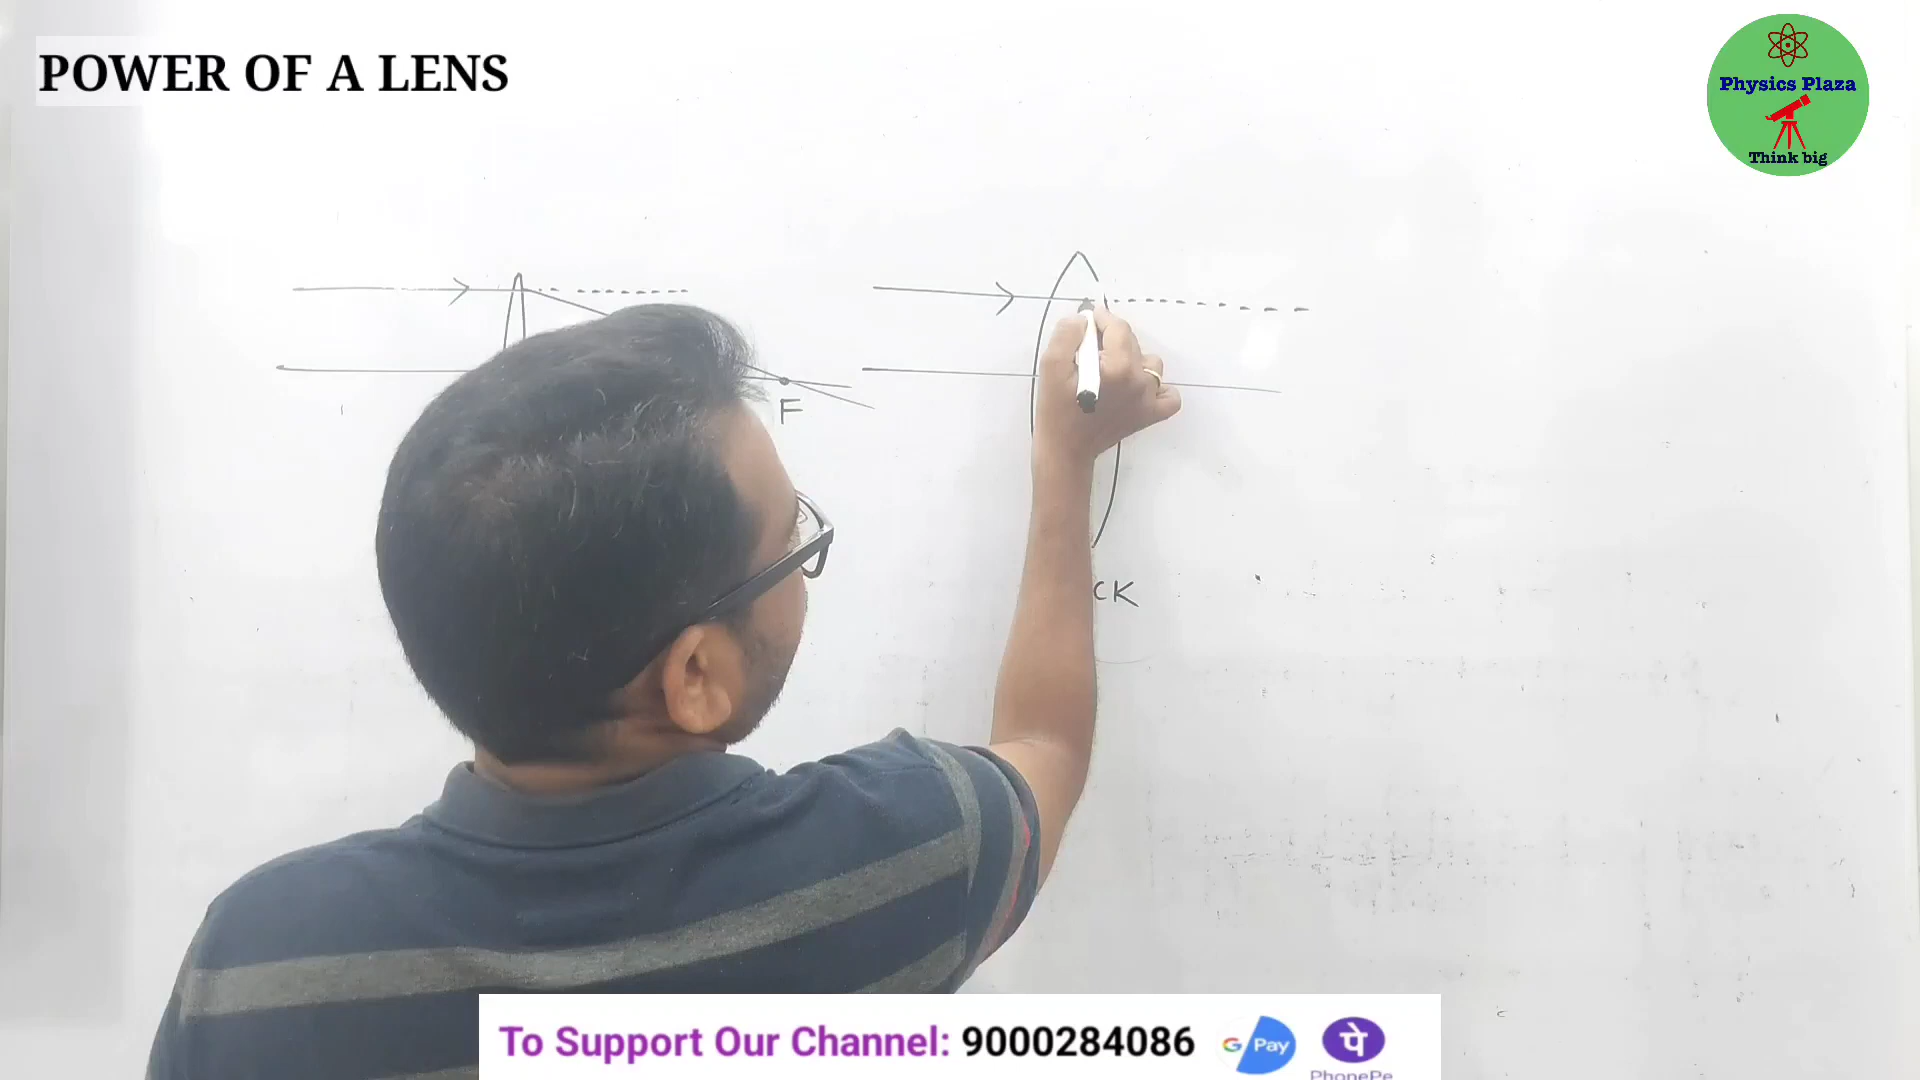 POWER OF A LENS
Physics Plaza
Think big
F
CK
To Support Our Channel: 9000284086
G Pay
पे
PhonePe